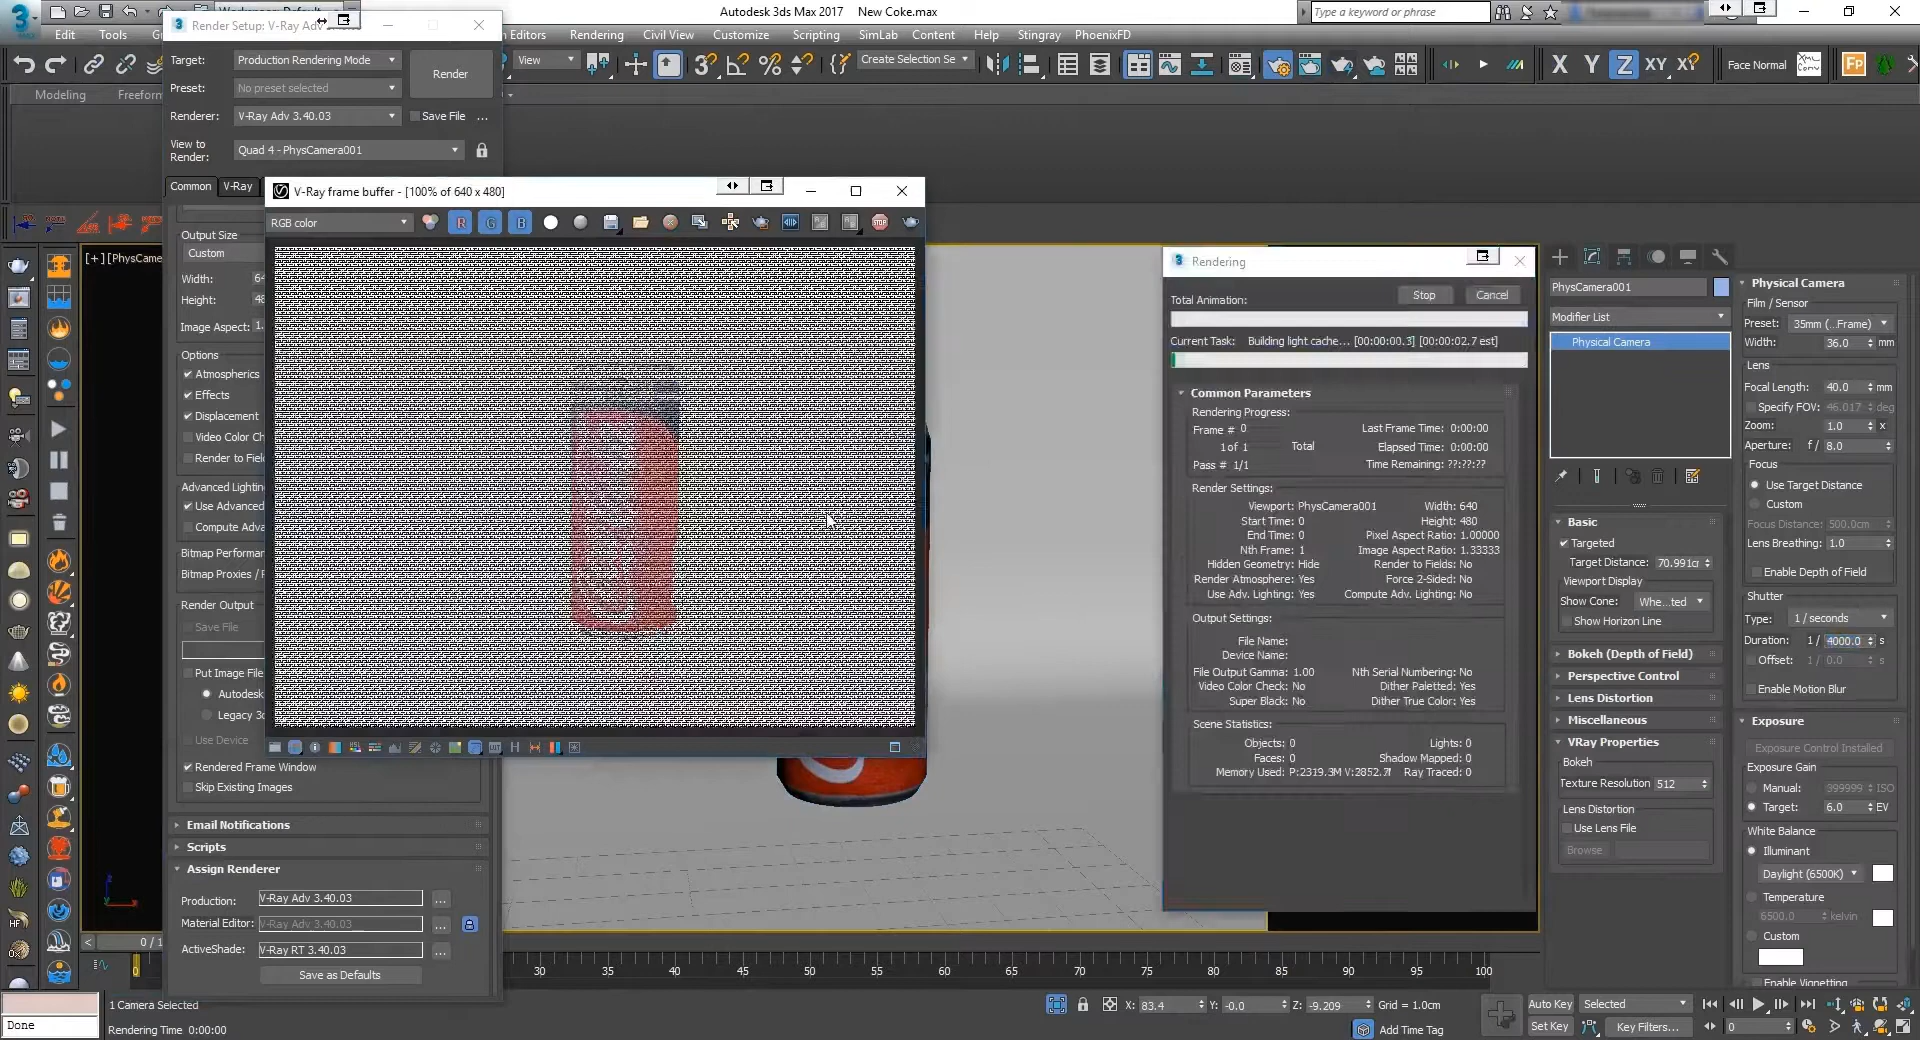 Autodesk 3ds Max 2017 New Coke.max
Type a keyword or phrase
Edit Tools
Editors Rendering Civil View Customize Scripting SimLab Content Help Stingray PhoenixFD
View
Create Selection Se
X Y Z XY
Face Normal
FP
Modeling
Render Setup: V-Ray Adv
Target: Production Rendering Mode
Render
Preset: No preset selected
Renderer: V-Ray Adv 3.40.03
Save File ...
View to
Render: Quad 4 - PhysCamera001
Common V-Ray
Output Size
Custom
Width: 64
Height: 48
Image Aspect: 1.
Options
Atmospherics
Effects
Displacement
Video Color Ch
Render to Field
Advanced Lighting
Use Advanced
Compute Adva
Bitmap Performa
Bitmap Proxies / P
Render Output
Save File
Put Image File
Autodesk
Legacy 3d
Use Device
Rendered Frame Window
Skip Existing Images
Email Notifications
Scripts
Assign Renderer
Production: V-Ray Adv 3.40.03 ...
Material Editor: V-Ray Adv 3.40.03 ...
ActiveShade: V-Ray RT 3.40.03 ...
Save as Defaults
V-Ray frame buffer - [100% of 640 x 480]
RGB color
R G B
STOP
H
[+][PhysCame
Rendering
Total Animation:
Stop Cancel
Current Task: Building light cache... [00:00:00.3] [00:00:02.7 est]
Common Parameters
Rendering Progress:
Frame # 0 Last Frame Time: 0:00:00
1 of 1 Total Elapsed Time: 0:00:00
Pass # 1/1 Time Remaining: ??:??:??
Render Settings:
Viewport: PhysCamera001 Width: 640
Start Time: 0 Height: 480
End Time: 0 Pixel Aspect Ratio: 1.00000
Nth Frame: 1 Image Aspect Ratio: 1.33333
Hidden Geometry: Hide Render to Fields: No
Render Atmosphere: Yes Force 2-Sided: No
Use Adv. Lighting: Yes Compute Adv. Lighting: No
Output Settings:
File Name:
Device Name:
File Output Gamma: 1.00 Nth Serial Numbering: No
Video Color Check: No Dither Paletted: Yes
Super Black: No Dither True Color: Yes
Scene Statistics:
Objects: 0 Lights: 0
Faces: 0 Shadow Mapped: 0
Memory Used: P:2319.3M V:2852.7M Ray Traced: 0
PhysCamera001
Modifier List
Physical Camera
Basic
Targeted
Target Distance: 70.991cm
Viewport Display
Show Cone: Whe...ted
Show Horizon Line
Bokeh (Depth of Field)
Perspective Control
Lens Distortion
Miscellaneous
VRay Properties
Bokeh
Texture Resolution 512
Lens Distortion
Use Lens File
Browse
Physical Camera
Film / Sensor
Preset: 35mm (...Frame)
Width: 36.0 mm
Lens
Focal Length: 40.0 mm
Specify FOV: 46.017 deg
Zoom: 1.0 x
Aperture: f / 8.0
Focus
Use Target Distance
Custom
Focus Distance: 500.0cm
Lens Breathing: 1.0
Enable Depth of Field
Shutter
Type: 1 / seconds
Duration: 1 / 4000.0 s
Offset: 1 / 0.0 s
Enable Motion Blur
Exposure
Exposure Control Installed
Exposure Gain
Manual: 399999 ISO
Target: 6.0 EV
White Balance
Illuminant
Daylight (6500K)
Temperature
6500.0 kelvin
Custom
Enable Vignetting
HF
< 0 / 1
0
30 35 40 45 50 55 60 65 70 75 80 85 90 95 100
1 Camera Selected
Done
Rendering Time 0:00:00
X: 83.4 Y: -0.0 Z: -9.209 Grid = 1.0cm
Add Time Tag
Auto Key Selected
Set Key Key Filters... 0